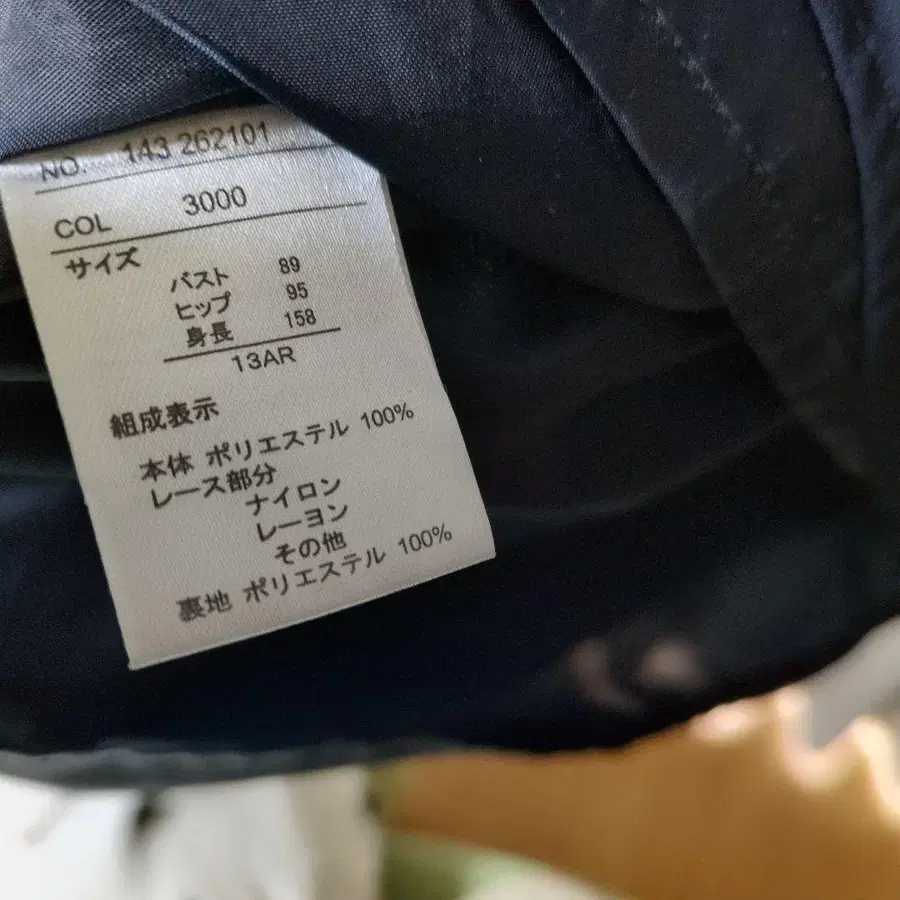 NO. 143 262101
COL 3000
サイズ
バスト 89
ヒップ 95
身長 158
13AR
組成表示
本体 ポリエステル 100%
レース部分
ナイロン
レーヨン
その他
裏地 ポリエステル 100%